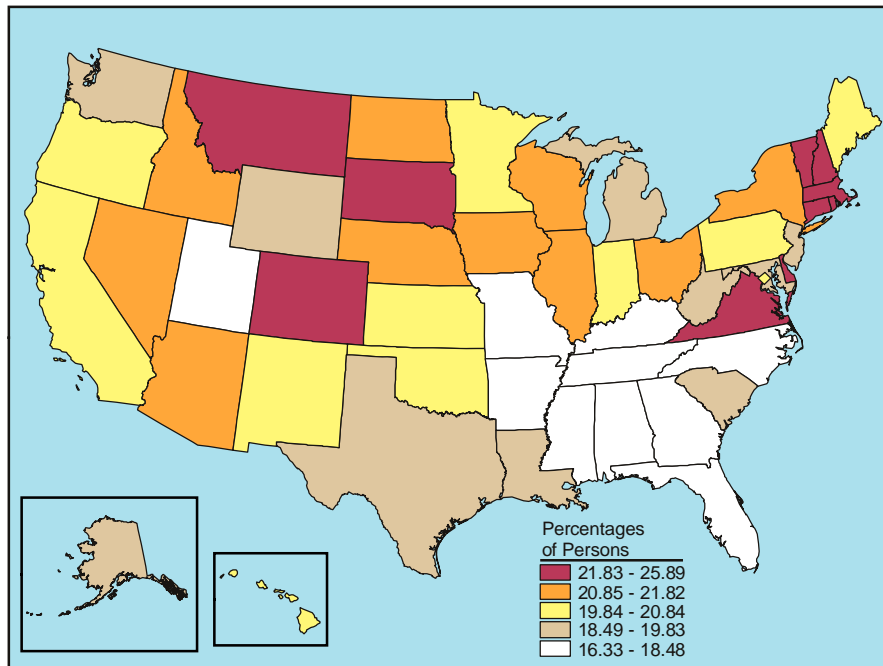 Percentages
of Persons
21.83 - 25.89
20.85 - 21.82
19.84 - 20.84
18.49 - 19.83
16.33 - 18.48